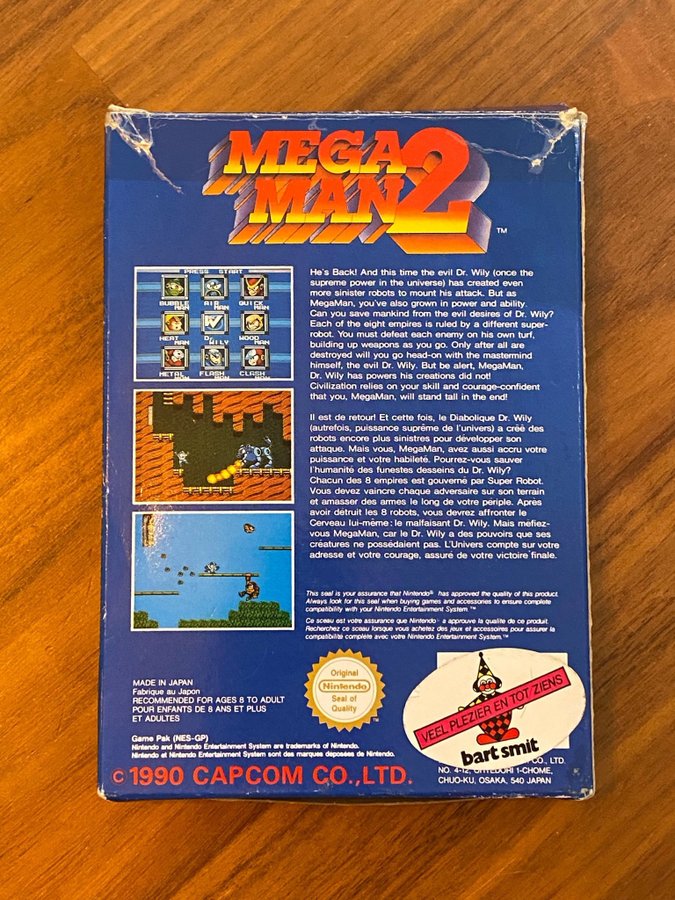 MEGA
MAN 2
TM
PRESS START
BUBBLE
MAN
AIR
MAN
QUICK
MAN
HEAT
MAN
DR.
WILY
WOOD
MAN
METAL
FLASH
CLASH
He's Back! And this time the evil Dr. Wily (once the
supreme power in the universe) has created even
more sinister robots to mount his attack. But as
MegaMan, you've also grown in power and ability.
Can you save mankind from the evil desires of Dr. Wily?
Each of the eight empires is ruled by a different super-
robot. You must defeat each enemy on his own turf,
building up weapons as you go. Only after all are
destroyed will you go head-on with the mastermind
himself, the evil Dr. Wily. But be alert, MegaMan,
Dr. Wily has powers his creations did not!
Civilization relies on your skill and courage-confident
that you, MegaMan, will stand tall in the end!
Il est de retour! Et cette fois, le Diabolique Dr. Wily
(autrefois, puissance suprême de l'univers) a créé des
robots encore plus sinistres pour développer son
attaque. Mais vous, MegaMan, avez aussi accru votre
puissance et votre habileté. Pourrez-vous sauver
l'humanité des funestes desseins du Dr. Wily?
Chacun des 8 empires est gouverné par Super Robot.
Vous devez vaincre chaque adversaire sur son terrain
et amasser des armes le long de votre périple. Après
avoir détruit les 8 robots, vous devrez affronter le
Cerveau lui-même: le malfaisant Dr. Wily. Mais méfiez-
vous MegaMan, car le Dr. Wily a des pouvoirs que ses
créatures ne possédaient pas. L'Univers compte sur votre
adresse et votre courage, assuré de votre victoire finale.
This seal is your assurance that Nintendo® has approved the quality of this product.
Always look for this seal when buying games and accessories to ensure complete
compatibility with your Nintendo Entertainment System.™
Ce sceau est votre assurance que Nintendo® a approuvé la qualité de ce produit.
Recherchez ce sceau lorsque vous achetez des jeux et accessoires pour assurer la
compatibilité complète avec votre Nintendo Entertainment System.™
MADE IN JAPAN
Fabrique au Japon
RECOMMENDED FOR AGES 8 TO ADULT
POUR ENFANTS DE 8 ANS ET PLUS
ET ADULTES
Original
Nintendo
Seal of
Quality
VEEL PLEZIER EN TOT ZIENS
bart smit
Game Pak (NES-GP)
Nintendo and Nintendo Entertainment System are trademarks of Nintendo.
Nintendo et Nintendo Entertainment System sont des marques deposées de Nintendo.
© 1990 CAPCOM CO., LTD.
CO., LTD.
NO. 4-12, OHTEDORI 1-CHOME,
CHUO-KU, OSAKA, 540 JAPAN